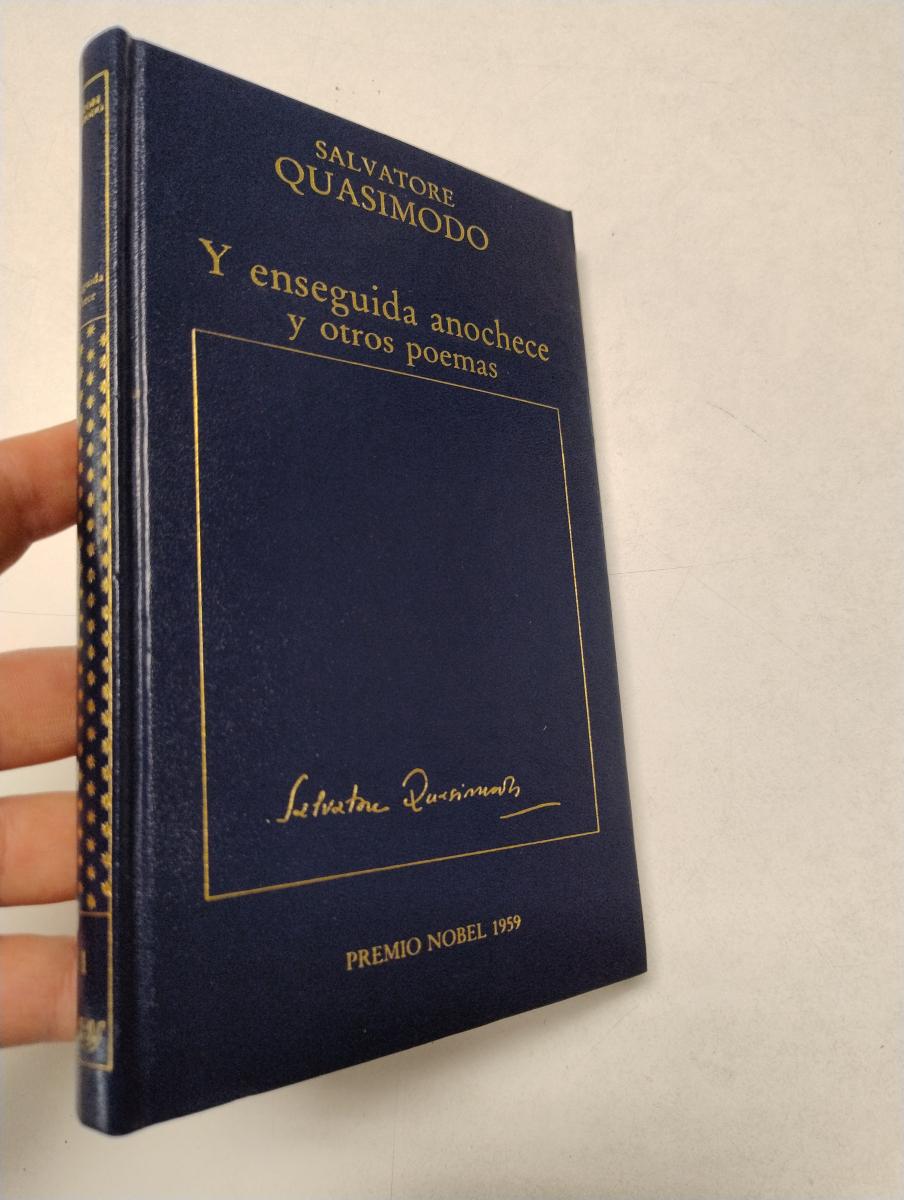 SALVATORE
QUASIMODO
Y enseguida anochece
y otros poemas
Salvatore Quasimodo
PREMIO NOBEL 1959